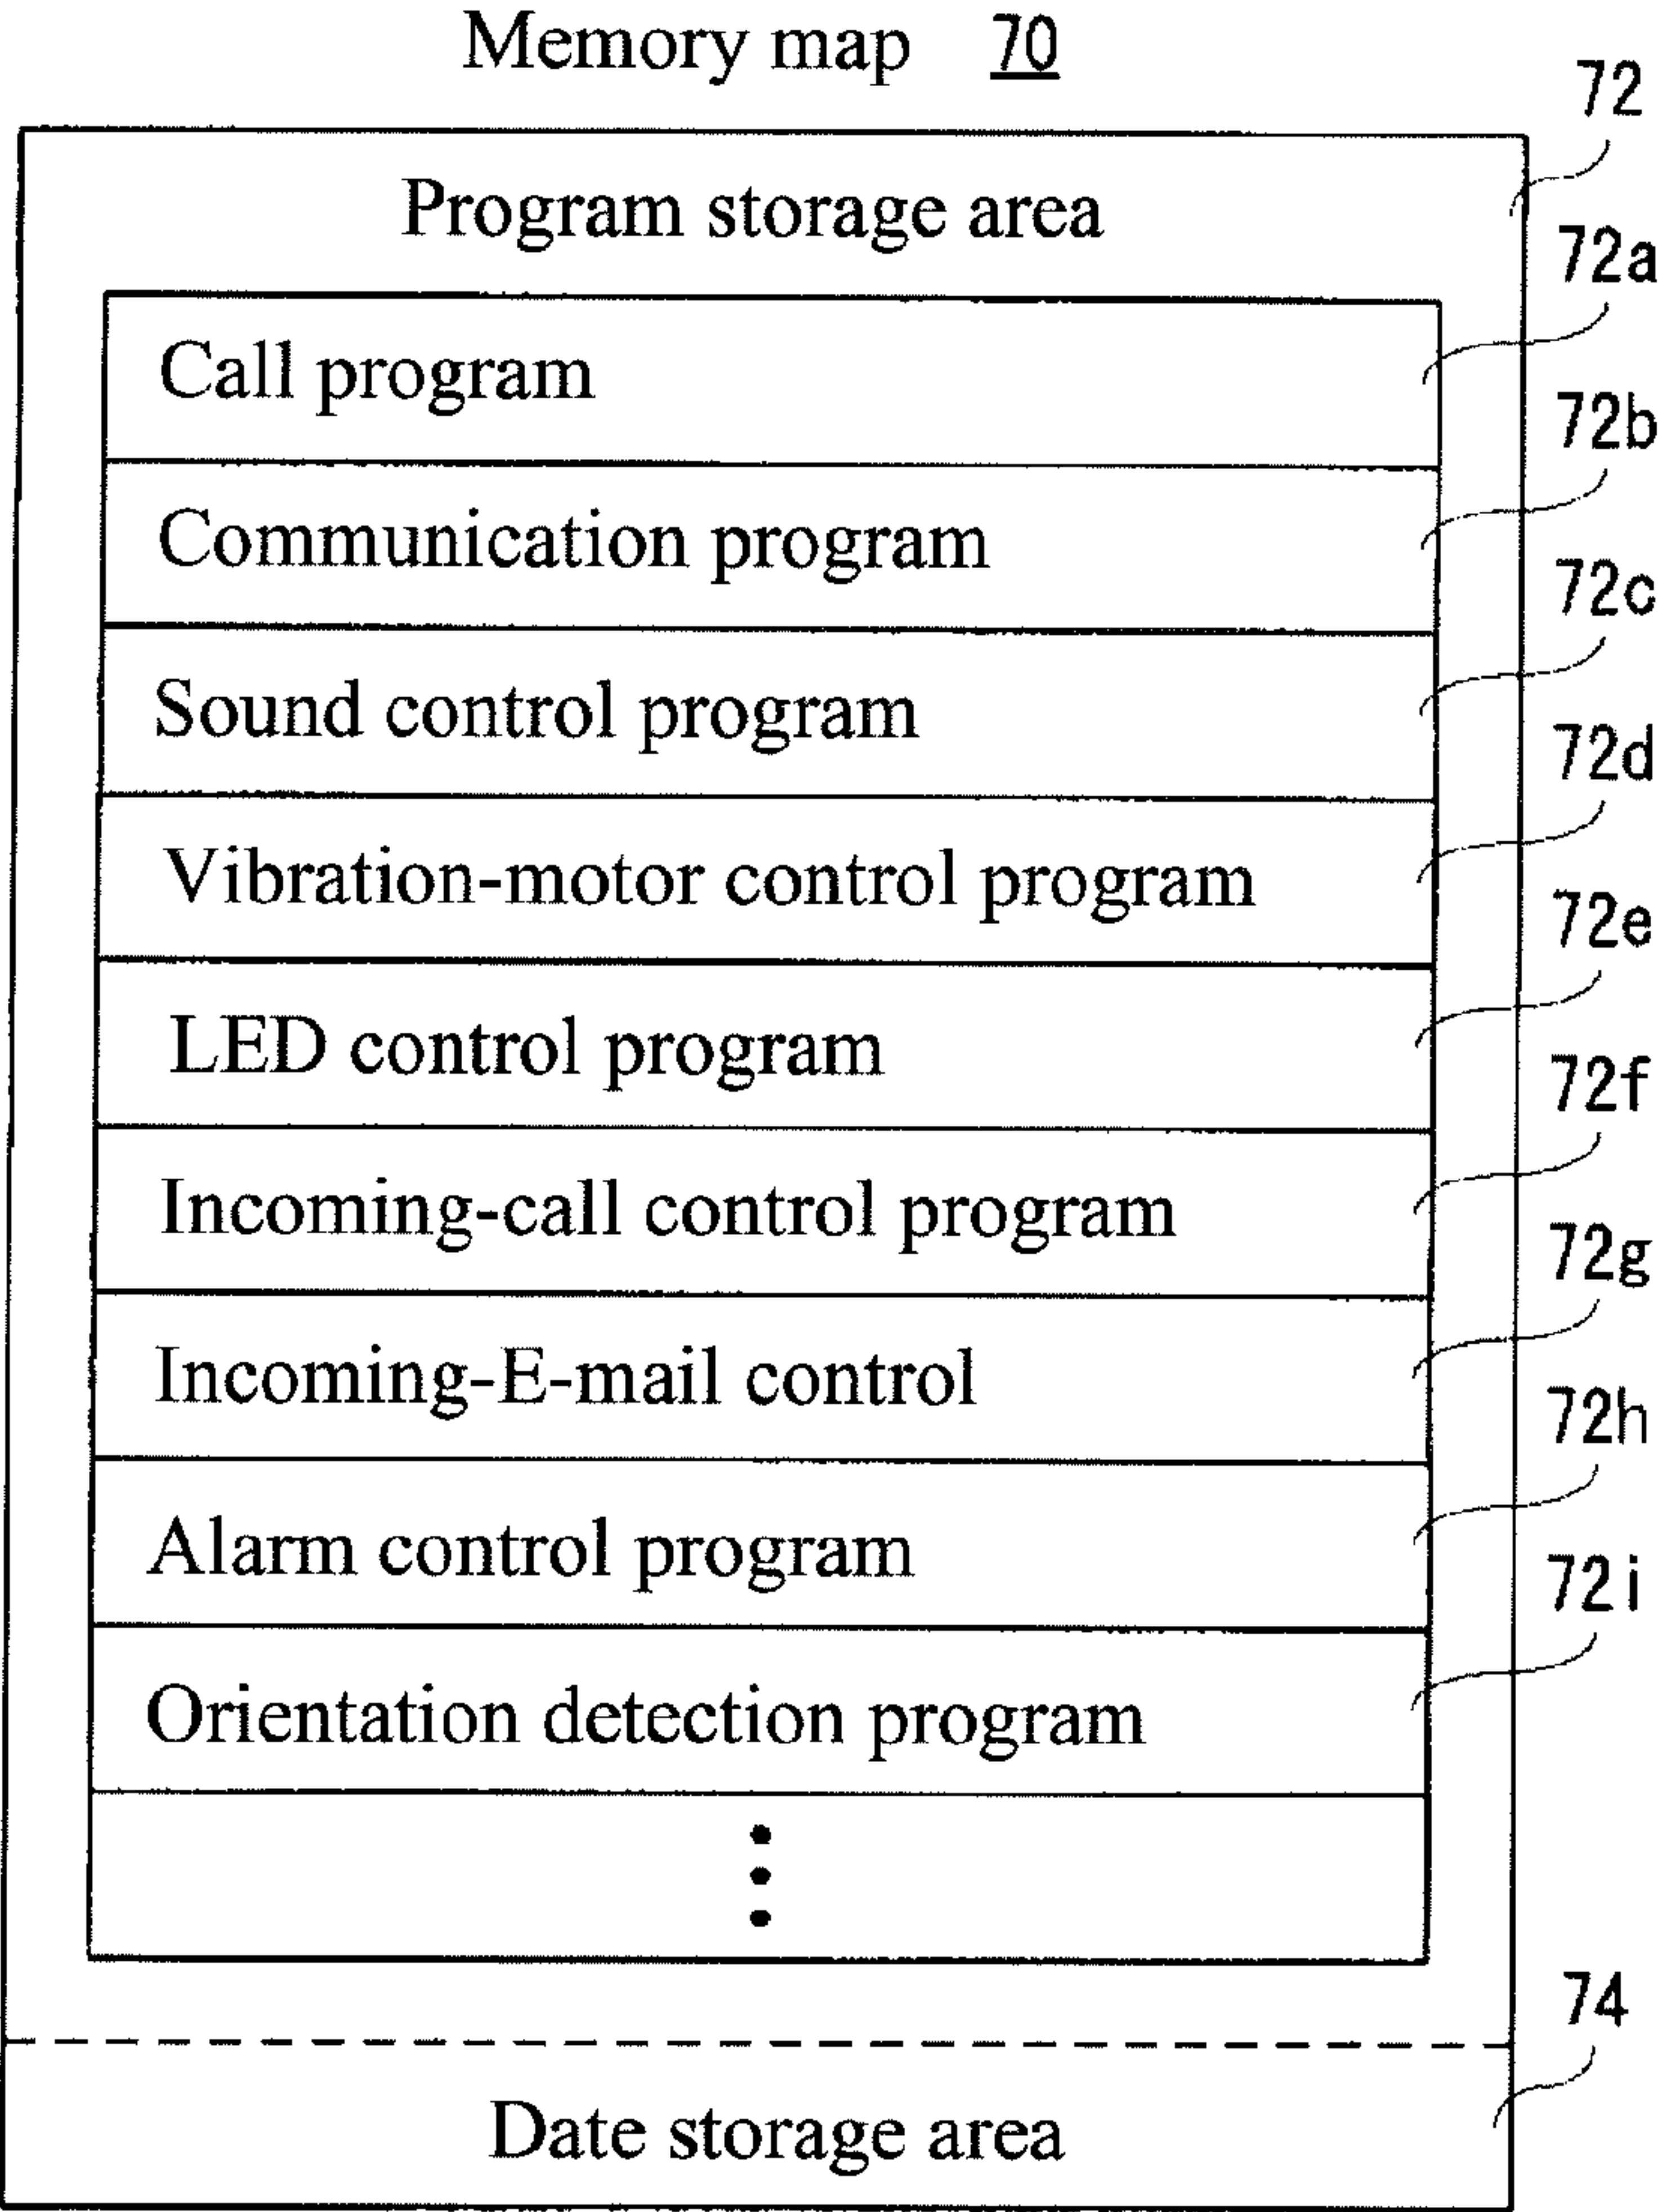 Memory map 70
72
Program storage area
72a
Call program
72b
Communication program
72c
Sound control program
72d
Vibration-motor control program
72e
LED control program
72f
Incoming-call control program
72g
Incoming-E-mail control
72h
Alarm control program
72i
Orientation detection program
74
Date storage area